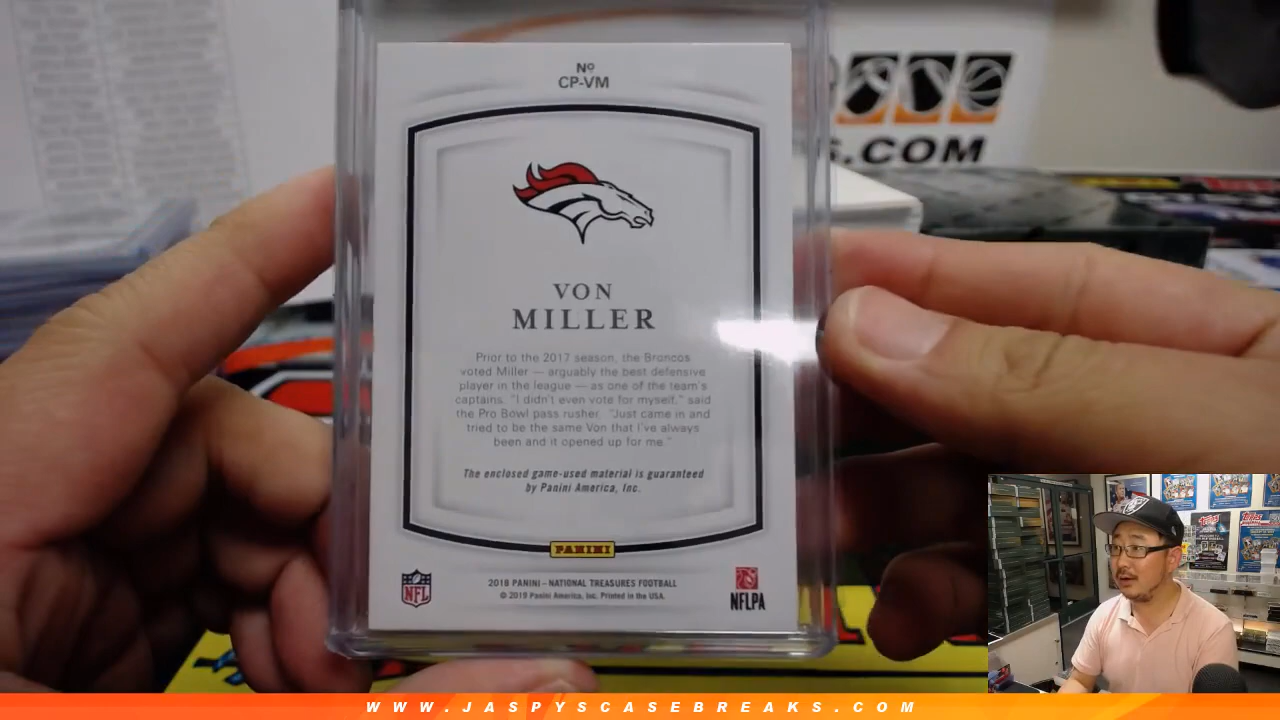 Nº
CP-VM
S.COM
VON
MILLER
Prior to the 2017 season, the Broncos
voted Miller — arguably the best defensive
player in the league — as one of the team's
captains. "I didn't even vote for myself," said
the Pro Bowl pass rusher. "Just came in and
tried to be the same Von that I've always
been and it opened up for me."
The enclosed game-used material is guaranteed
by Panini America, Inc.
PANINI
NFL
2018 PANINI – NATIONAL TREASURES FOOTBALL
© 2019 Panini America, Inc. Printed in the USA.
NFLPA
WWW.JASPYSCASEBREAKS.COM